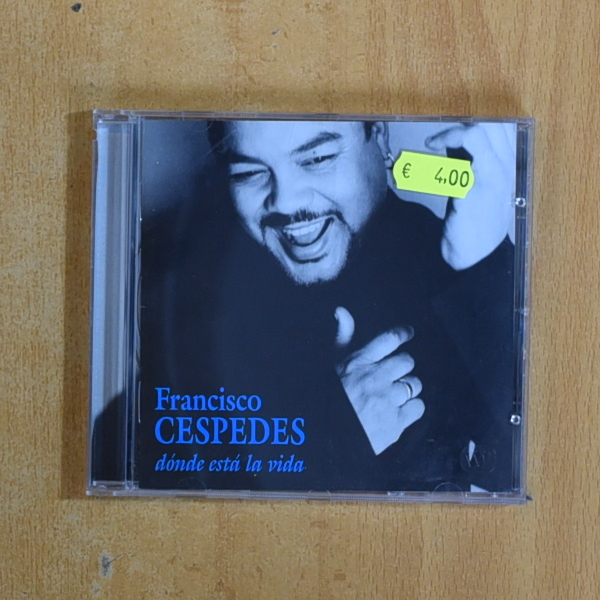 € 4,00
Francisco
CESPEDES
dónde está la vida